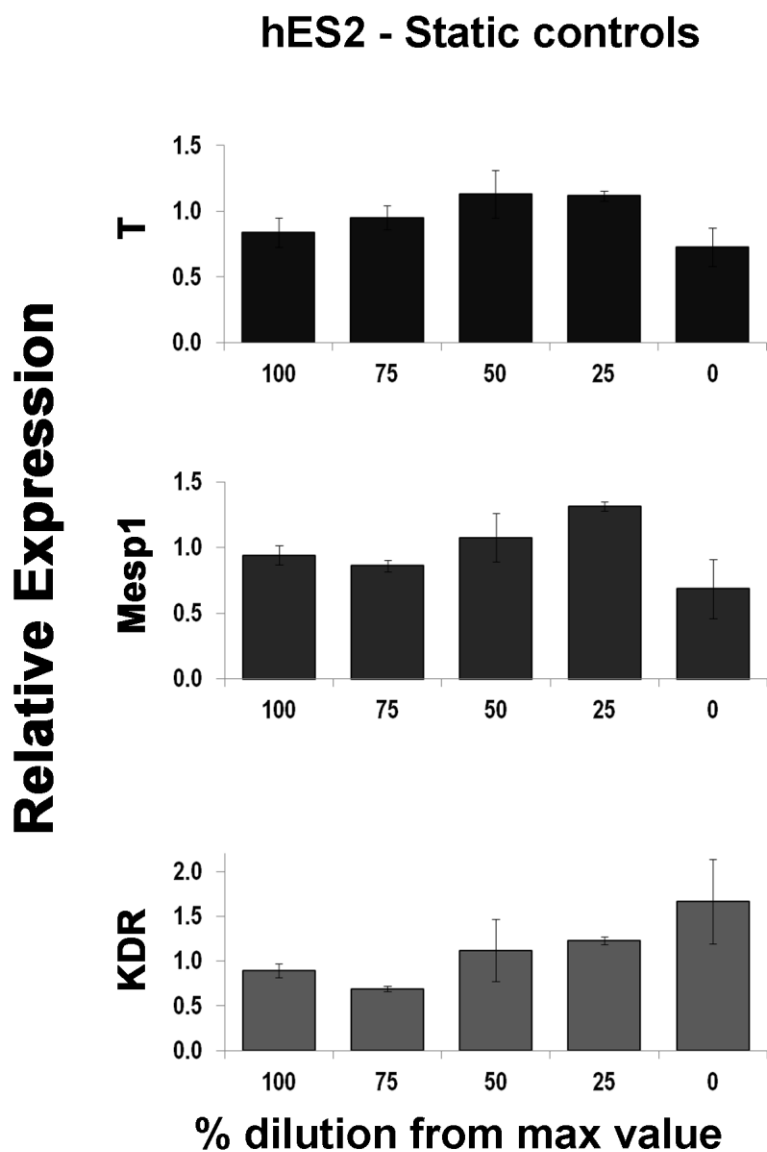 hES2 - Static controls
Relative Expression
T
1.5
1.0
0.5
0.0
100 75 50 25 0
Mesp1
1.5
1.0
0.5
0.0
100 75 50 25 0
KDR
2.0
1.5
1.0
0.5
0.0
100 75 50 25 0
% dilution from max value